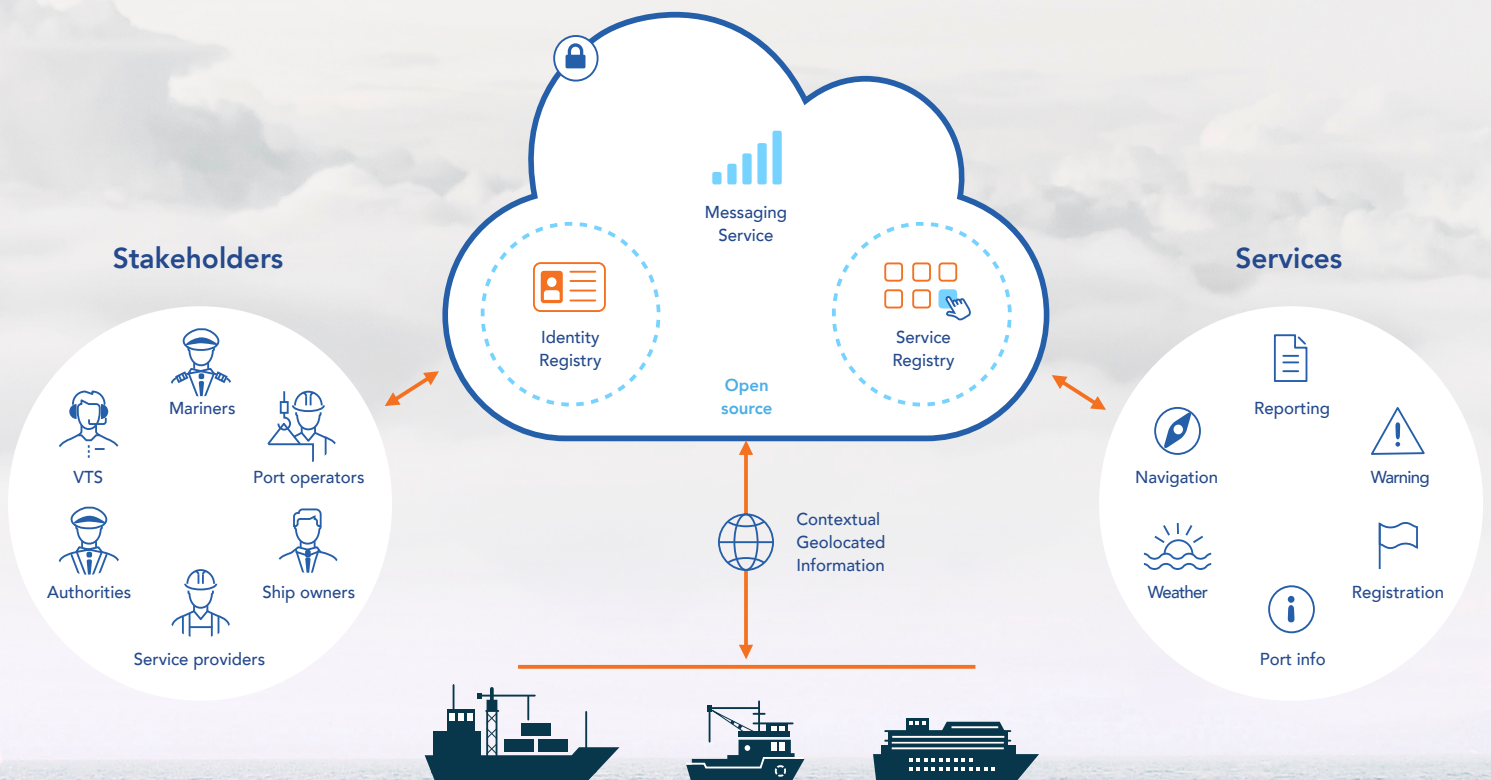 Messaging
Service
Identity
Registry
Service
Registry
Open
source
Stakeholders
Mariners
VTS
Port operators
Authorities
Ship owners
Service providers
Contextual
Geolocated
Information
Services
Reporting
Navigation
Warning
Weather
Registration
Port info